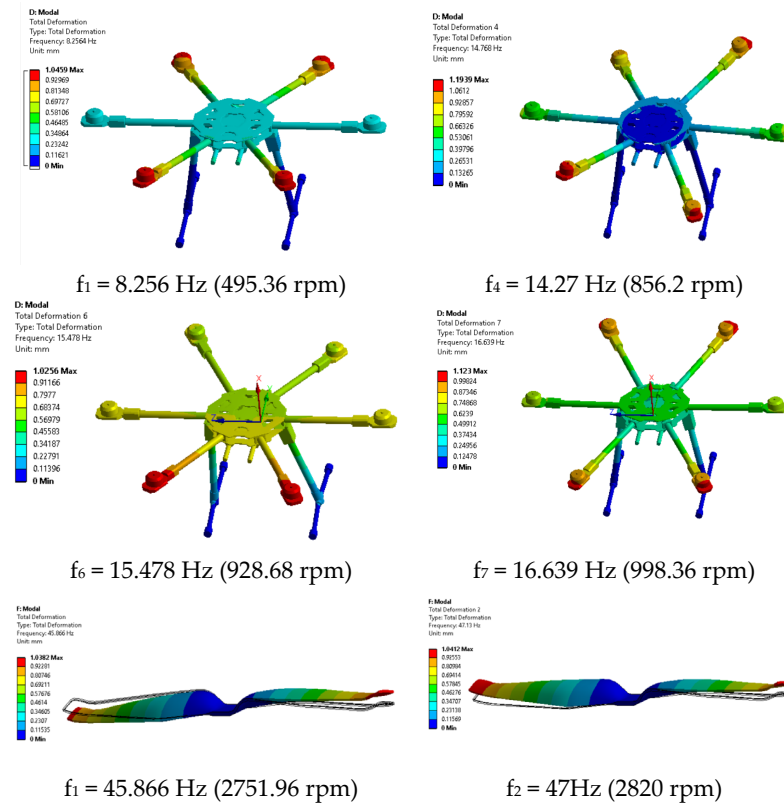 D: Modal
Total Deformation
Type: Total Deformation
Frequency: 8.2564 Hz
Unit: mm
1.0459 Max
0.92969
0.81348
0.69727
0.58106
0.46485
0.34864
0.23242
0.11621
0 Min
f₁ = 8.256 Hz (495.36 rpm)
D: Modal
Total Deformation 4
Type: Total Deformation
Frequency: 14.768 Hz
Unit: mm
1.1939 Max
1.0612
0.92857
0.79592
0.66326
0.53061
0.39796
0.26531
0.13265
0 Min
f₄ = 14.27 Hz (856.2 rpm)
D: Modal
Total Deformation 6
Type: Total Deformation
Frequency: 15.478 Hz
Unit: mm
1.0256 Max
0.91166
0.7977
0.68374
0.56979
0.45583
0.34187
0.22791
0.11396
0 Min
X
Y
Z
f₆ = 15.478 Hz (928.68 rpm)
D: Modal
Total Deformation 7
Type: Total Deformation
Frequency: 16.639 Hz
Unit: mm
1.123 Max
0.99824
0.87346
0.74868
0.6239
0.49912
0.37434
0.24956
0.12478
0 Min
X
Z
f₇ = 16.639 Hz (998.36 rpm)
F: Modal
Total Deformation
Type: Total Deformation
Frequency: 45.866 Hz
Unit: mm
1.0382 Max
0.92281
0.80746
0.69211
0.57676
0.4614
0.34605
0.2307
0.11535
0 Min
f₁ = 45.866 Hz (2751.96 rpm)
F: Modal
Total Deformation 2
Type: Total Deformation
Frequency: 47.13 Hz
Unit: mm
1.0412 Max
0.92553
0.80984
0.69414
0.57845
0.46276
0.34707
0.23138
0.11569
0 Min
f₂ = 47Hz (2820 rpm)